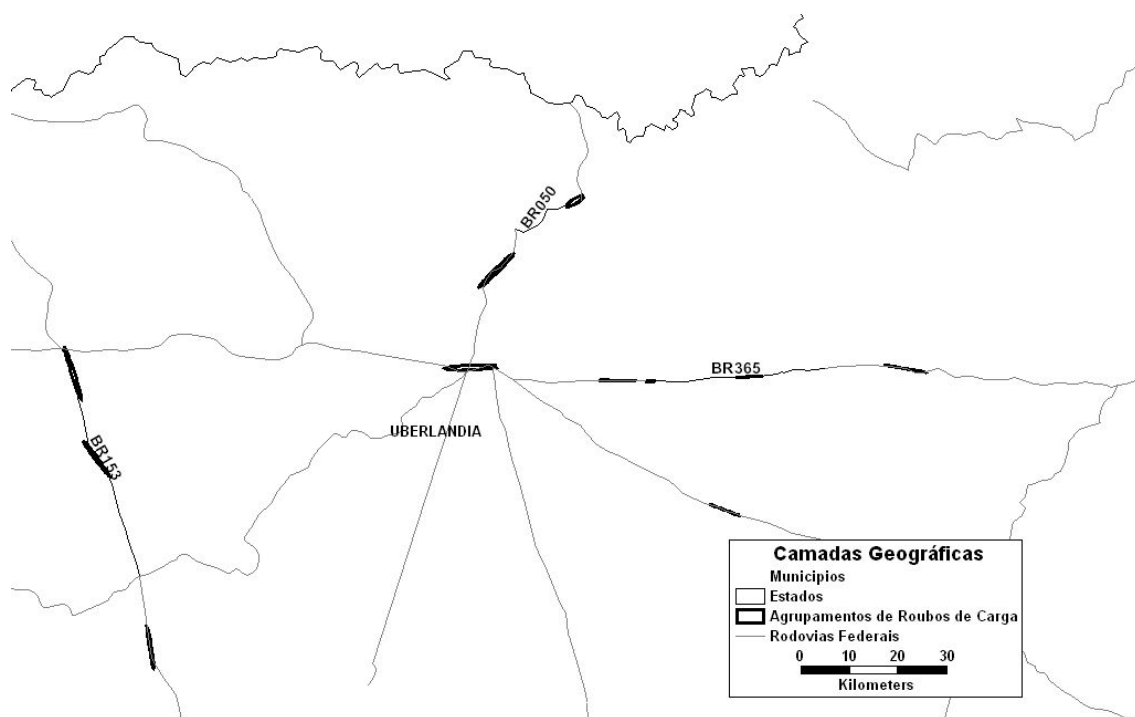 BR050
BR365
BR153
UBERLANDIA
Camadas Geográficas
Municipios
Estados
Agrupamentos de Roubos de Carga
Rodovias Federais
0 10 20 30
Kilometers